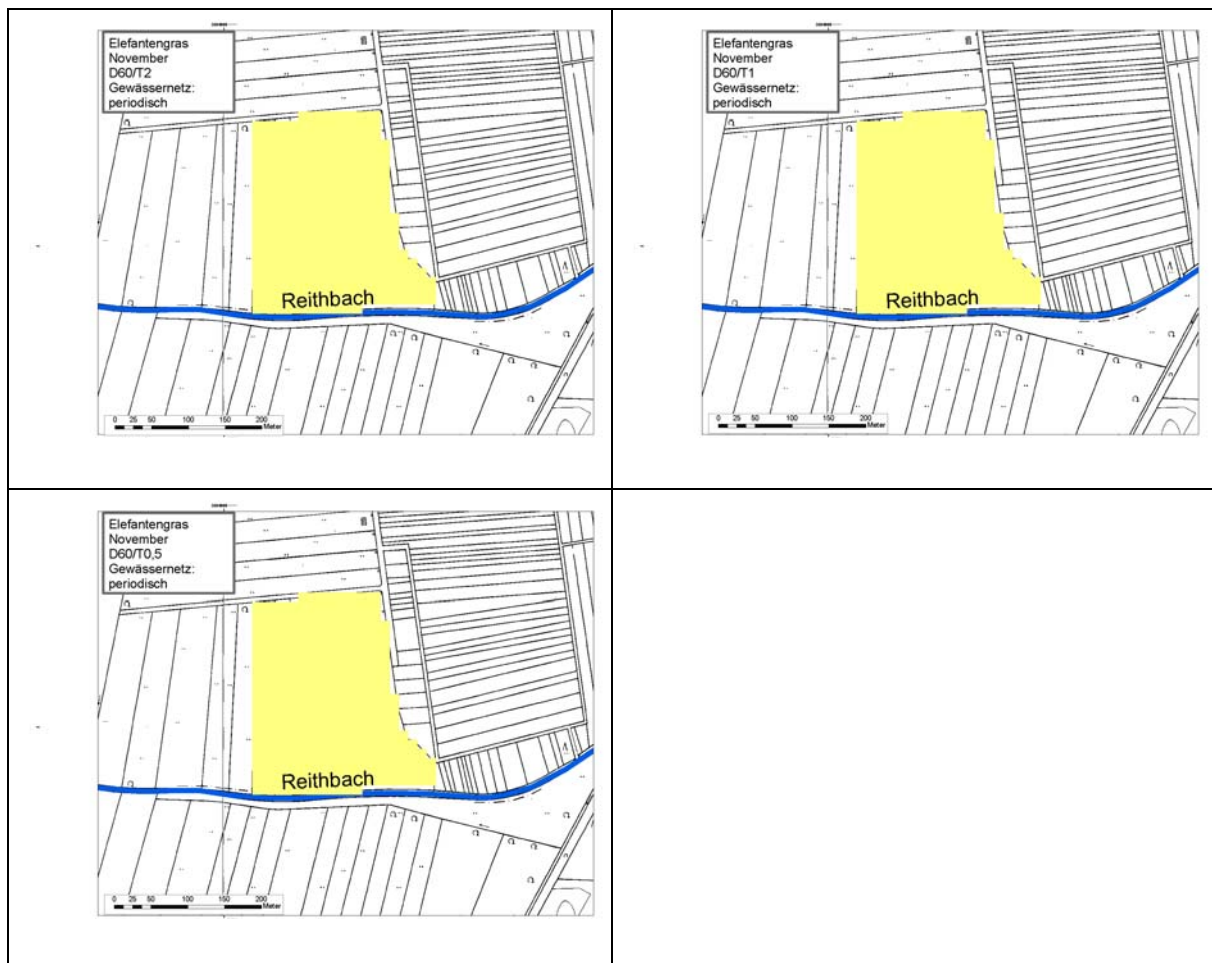 Elefantengras
November
D60/T2
Gewässernetz:
periodisch
Reithbach
0 25 50 100 150 200
Meter
Elefantengras
November
D60/T1
Gewässernetz:
periodisch
Reithbach
0 25 50 100 150 200
Meter
Elefantengras
November
D60/T0,5
Gewässernetz:
periodisch
Reithbach
0 25 50 100 150 200
Meter